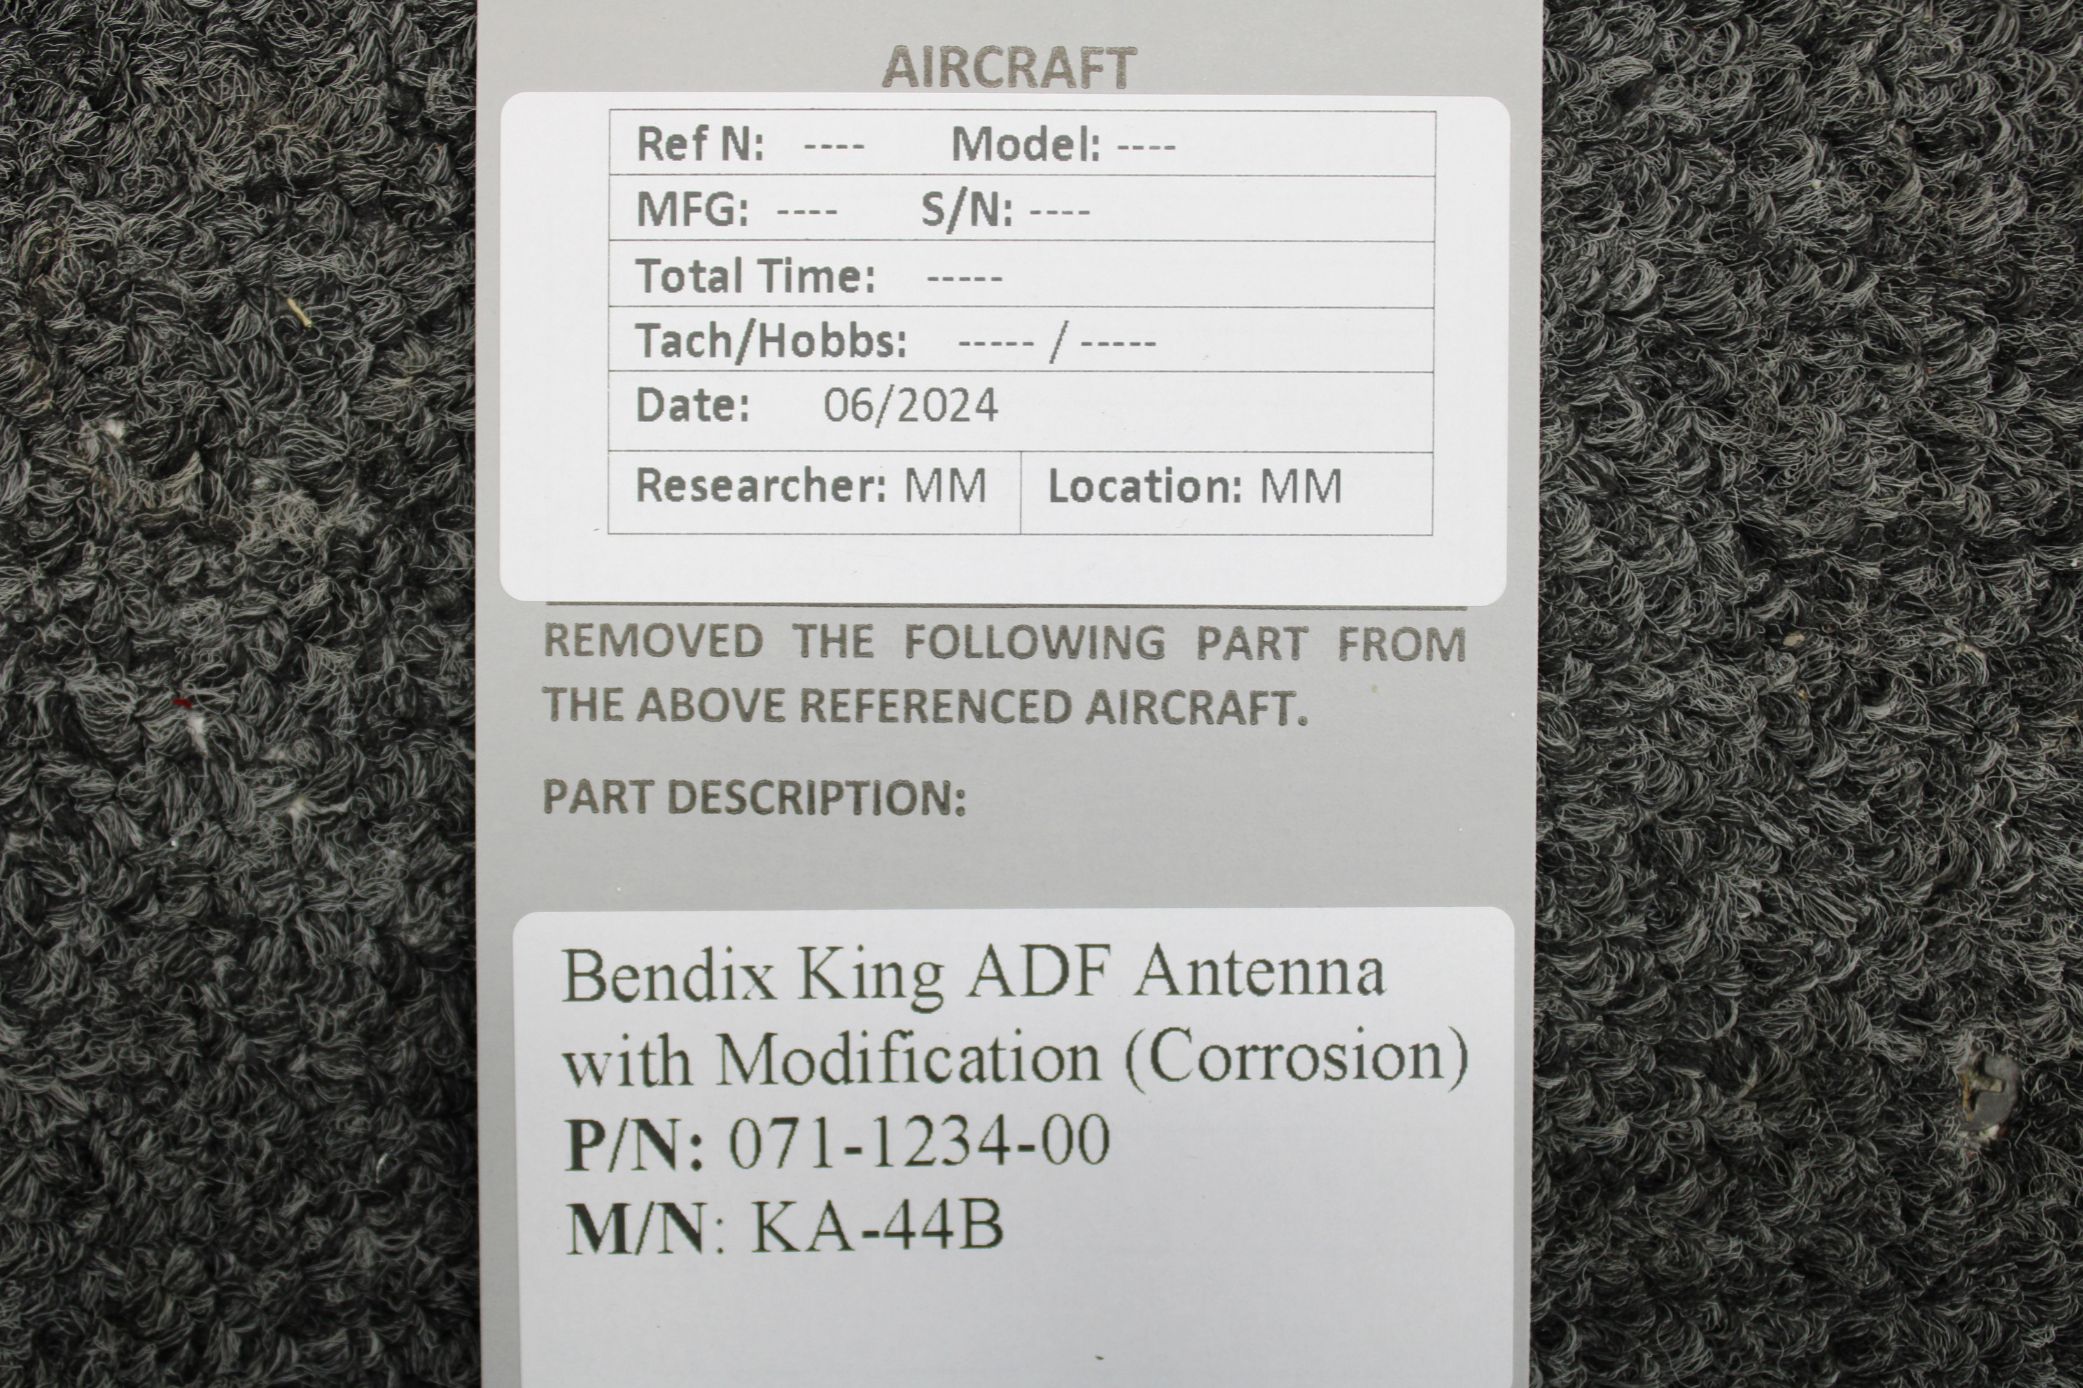 AIRCRAFT
Ref N: ---- Model: ----
MFG: ---- S/N: ----
Total Time: -----
Tach/Hobbs: ----- / -----
Date: 06/2024
Researcher: MM Location: MM
REMOVED THE FOLLOWING PART FROM
THE ABOVE REFERENCED AIRCRAFT.
PART DESCRIPTION:
Bendix King ADF Antenna
with Modification (Corrosion)
P/N: 071-1234-00
M/N: KA-44B